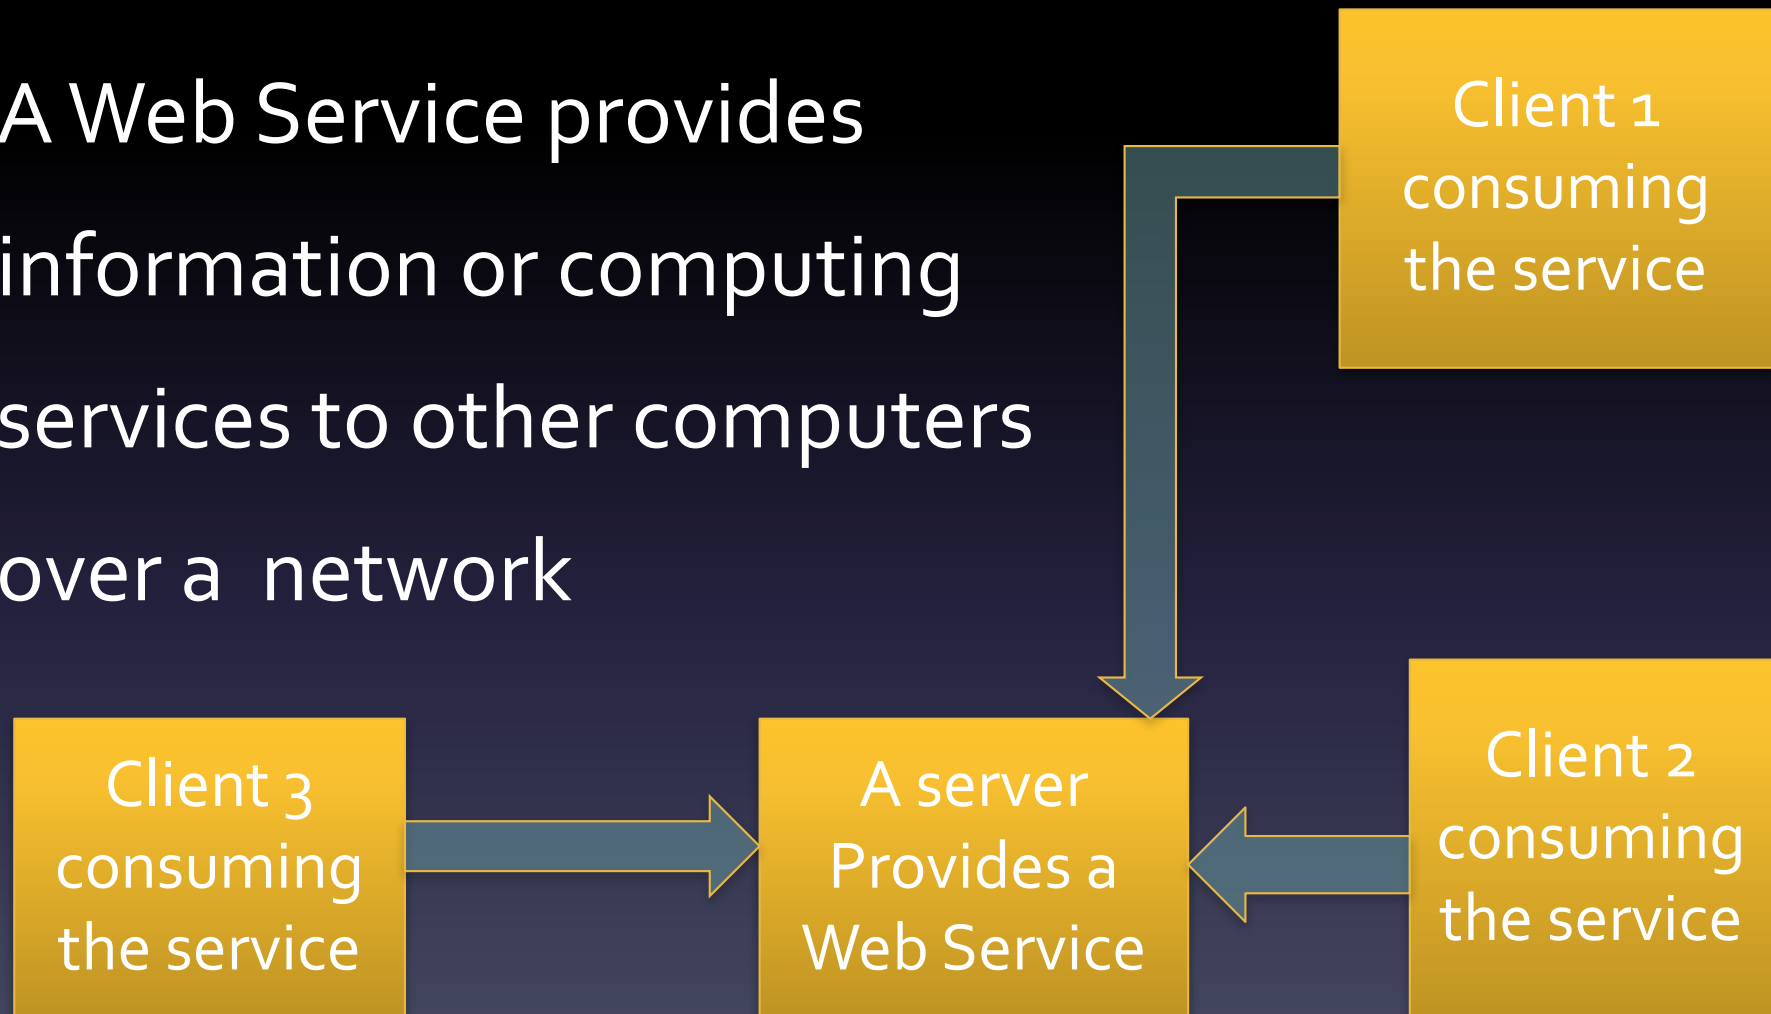 A Web Service provides
information or computing
services to other computers
over a  network
Client 1
consuming
the service
Client 3
consuming
the service
A server
Provides a
Web Service
Client 2
consuming
the service